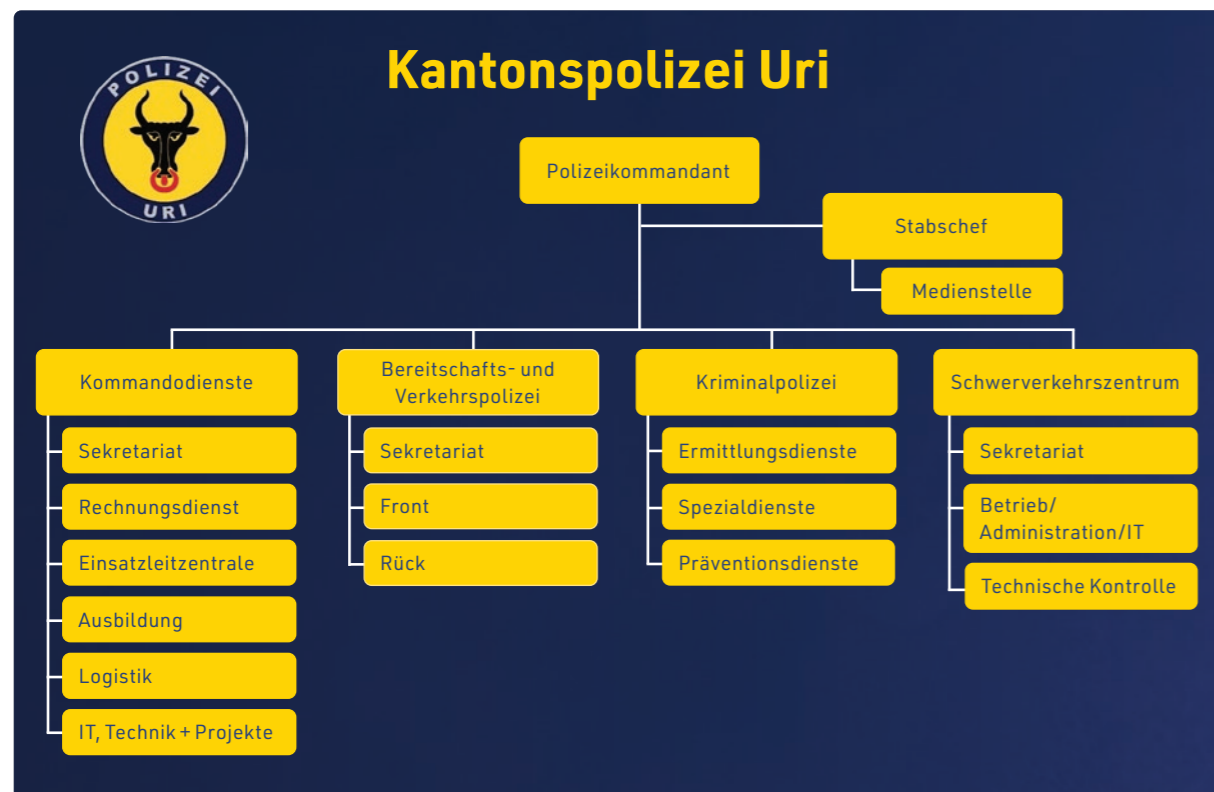 POLIZEI
URI
Kantonspolizei Uri
Polizeikommandant
Stabschef
Medienstelle
Kommandodienste
Sekretariat
Rechnungsdienst
Einsatzleitzentrale
Ausbildung
Logistik
IT, Technik + Projekte
Bereitschafts- und
Verkehrspolizei
Sekretariat
Front
Rück
Kriminalpolizei
Ermittlungsdienste
Spezialdienste
Präventionsdienste
Schwerverkehrszentrum
Sekretariat
Betrieb/
Administration/IT
Technische Kontrolle